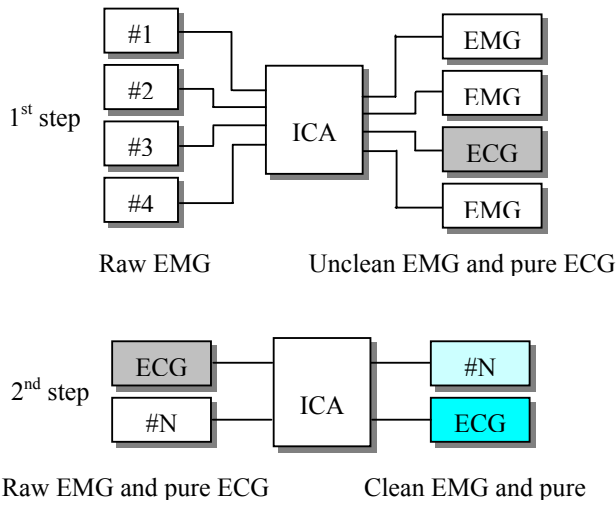 #1
EMG
#2
EMG
1st step
ICA
#3
ECG
#4
EMG
Raw EMG
Unclean EMG and pure ECG
ECG
#N
2nd step
ICA
#N
ECG
Raw EMG and pure ECG
Clean EMG and pure